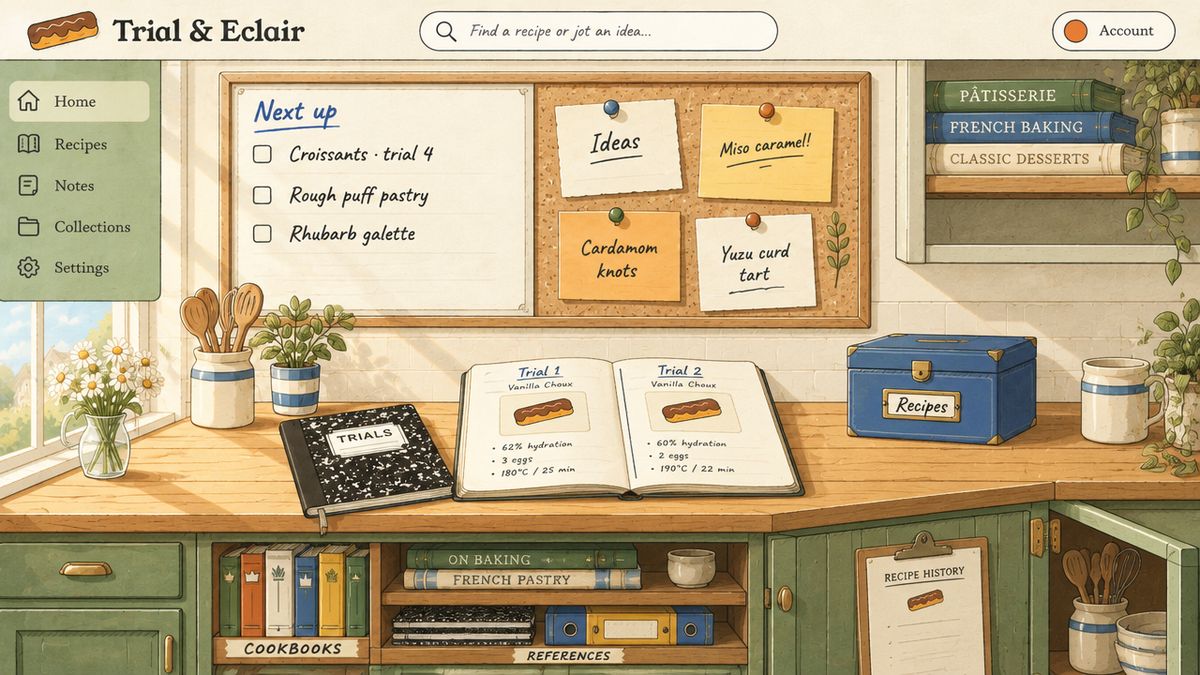 Trial & Eclair
Find a recipe or jot an idea...
Account
Home
Recipes
Notes
Collections
Settings
Next up
Croissants · trial 4
Rough puff pastry
Rhubarb galette
Ideas
Miso caramel!
Cardamom
knots
Yuzu curd
tart
PÂTISSERIE
FRENCH BAKING
CLASSIC DESSERTS
TRIALS
Trial 1
Vanilla Choux
• 62% hydration
• 3 eggs
• 180°C / 25 min
Trial 2
Vanilla Choux
• 60% hydration
• 2 eggs
• 190°C / 22 min
Recipes
ON BAKING
FRENCH PASTRY
COOKBOOKS
REFERENCES
RECIPE HISTORY